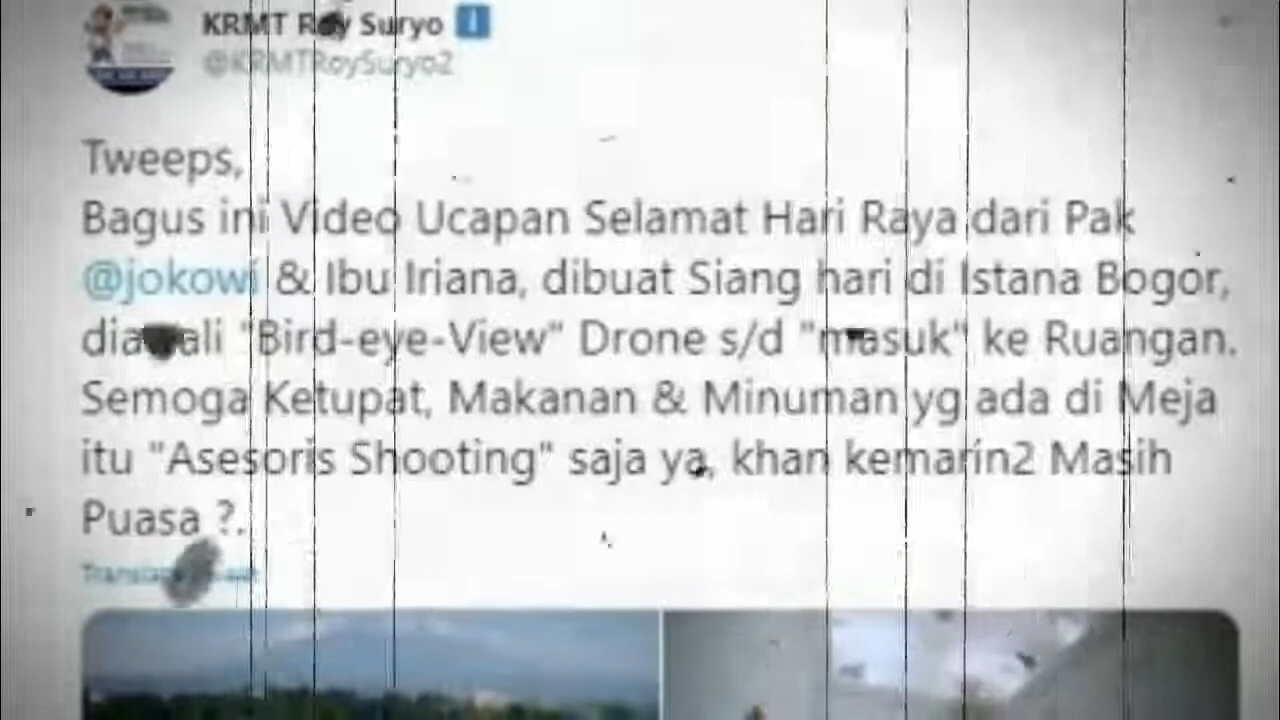 KRMT Roy Suryo
@KRMTRoySuryo2
Tweeps,
Bagus ini Video Ucapan Selamat Hari Raya dari Pak
@jokowi & Ibu Iriana, dibuat Siang hari di Istana Bogor,
diawali "Bird-eye-View" Drone s/d "masuk" ke Ruangan.
Semoga Ketupat, Makanan & Minuman yg ada di Meja
itu "Asesoris Shooting" saja ya, khan kemarin2 Masih
Puasa ?.